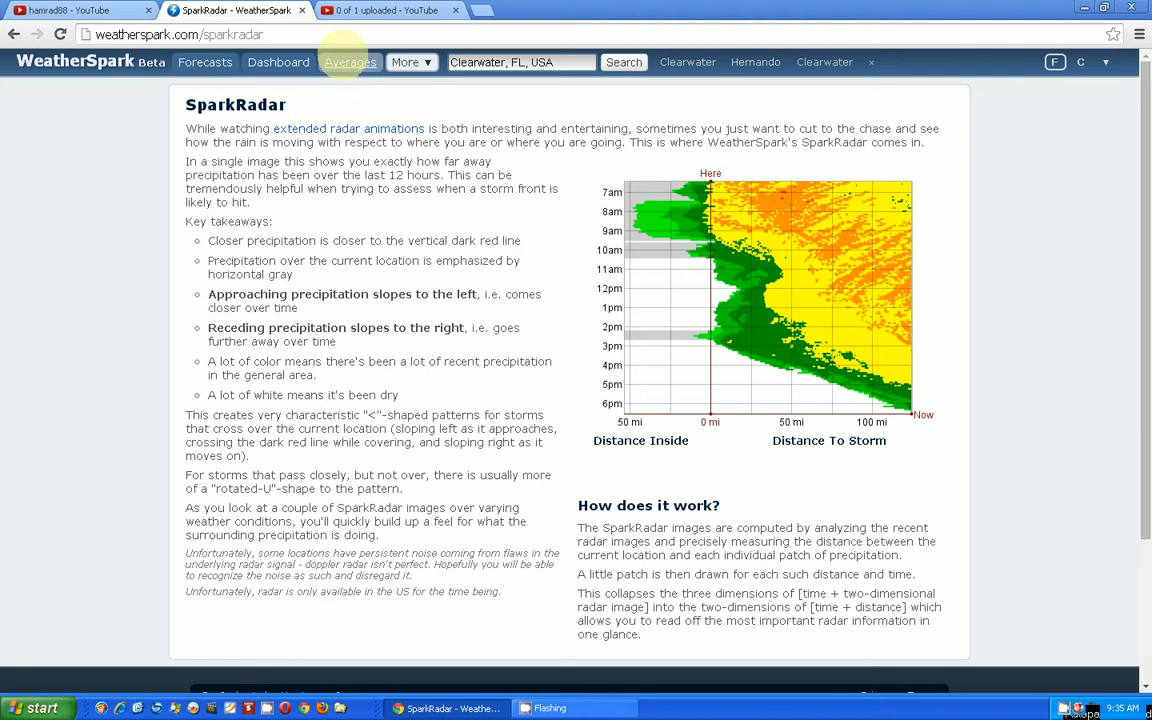 hamrad88 - YouTube × SparkRadar - WeatherSpark × 0 of 1 uploaded - YouTube ×
weatherspark.com/sparkradar
WeatherSpark Beta Forecasts Dashboard Averages More ▼ Clearwater, FL, USA Search Clearwater Hernando Clearwater × F C ▼
SparkRadar
While watching extended radar animations is both interesting and entertaining, sometimes you just want to cut to the chase and see
how the rain is moving with respect to where you are or where you are going. This is where WeatherSpark's SparkRadar comes in.
In a single image this shows you exactly how far away
precipitation has been over the last 12 hours. This can be
tremendously helpful when trying to assess when a storm front is
likely to hit.
Key takeaways:
Closer precipitation is closer to the vertical dark red line
Precipitation over the current location is emphasized by
horizontal gray
Approaching precipitation slopes to the left, i.e. comes
closer over time
Receding precipitation slopes to the right, i.e. goes
further away over time
A lot of color means there's been a lot of recent precipitation
in the general area.
A lot of white means it's been dry
This creates very characteristic "<"-shaped patterns for storms
that cross over the current location (sloping left as it approaches,
crossing the dark red line while covering, and sloping right as it
moves on).
For storms that pass closely, but not over, there is usually more
of a "rotated-U"-shape to the pattern.
As you look at a couple of SparkRadar images over varying
weather conditions, you'll quickly build up a feel for what the
surrounding precipitation is doing.
Unfortunately, some locations have persistent noise coming from flaws in the
underlying radar signal - doppler radar isn't perfect. Hopefully you will be able
to recognize the noise as such and disregard it.
Unfortunately, radar is only available in the US for the time being.
Here
7am
8am
9am
10am
11am
12pm
1pm
2pm
3pm
4pm
5pm
6pm
Now
50 mi 0 mi 50 mi 100 mi
Distance Inside Distance To Storm
How does it work?
The SparkRadar images are computed by analyzing the recent
radar images and precisely measuring the distance between the
current location and each individual patch of precipitation.
A little patch is then drawn for each such distance and time.
This collapses the three dimensions of [time + two-dimensional
radar image] into the two-dimensions of [time + distance] which
allows you to read off the most important radar information in
one glance.
start SparkRadar - Weathe... Flashing 9:35 AM